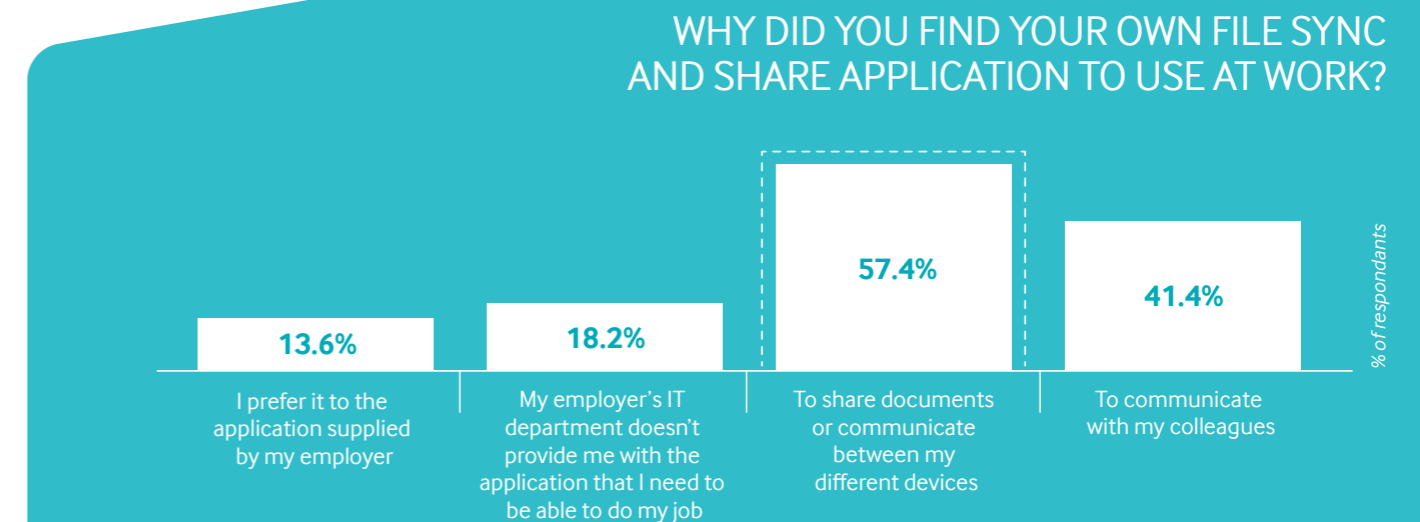 WHY DID YOU FIND YOUR OWN FILE SYNC
AND SHARE APPLICATION TO USE AT WORK?
13.6%
18.2%
57.4%
41.4%
% of respondants
I prefer it to the
application supplied
by my employer
My employer's IT
department doesn't
provide me with the
application that I need to
be able to do my job
To share documents
or communicate
between my
different devices
To communicate
with my colleagues